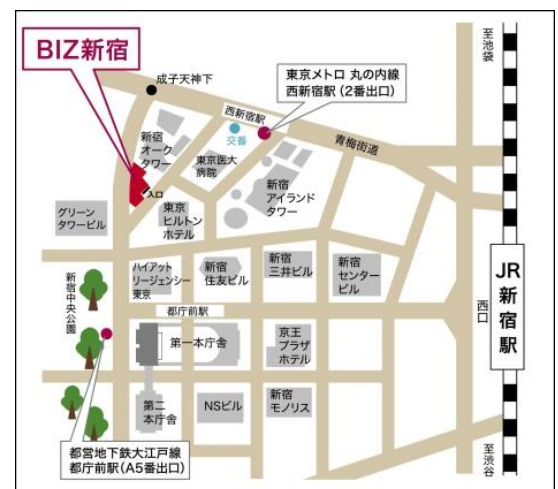 BIZ新宿
成子天神下
東京メトロ 丸の内線
西新宿駅（2番出口）
至池袋
西新宿駅
交番
青梅街道
新宿
オーク
タワー
東京医大
病院
新宿
アイランド
タワー
入口
グリーン
タワービル
東京
ヒルトン
ホテル
新宿中央公園
ハイアット
リージェンシー
東京
新宿
住友ビル
新宿
三井ビル
新宿
センター
ビル
西口
JR新宿駅
都庁前駅
第一本庁舎
京王
プラザ
ホテル
第二
本庁舎
NSビル
新宿
モノリス
都営地下鉄大江戸線
都庁前駅（A5番出口）
至渋谷